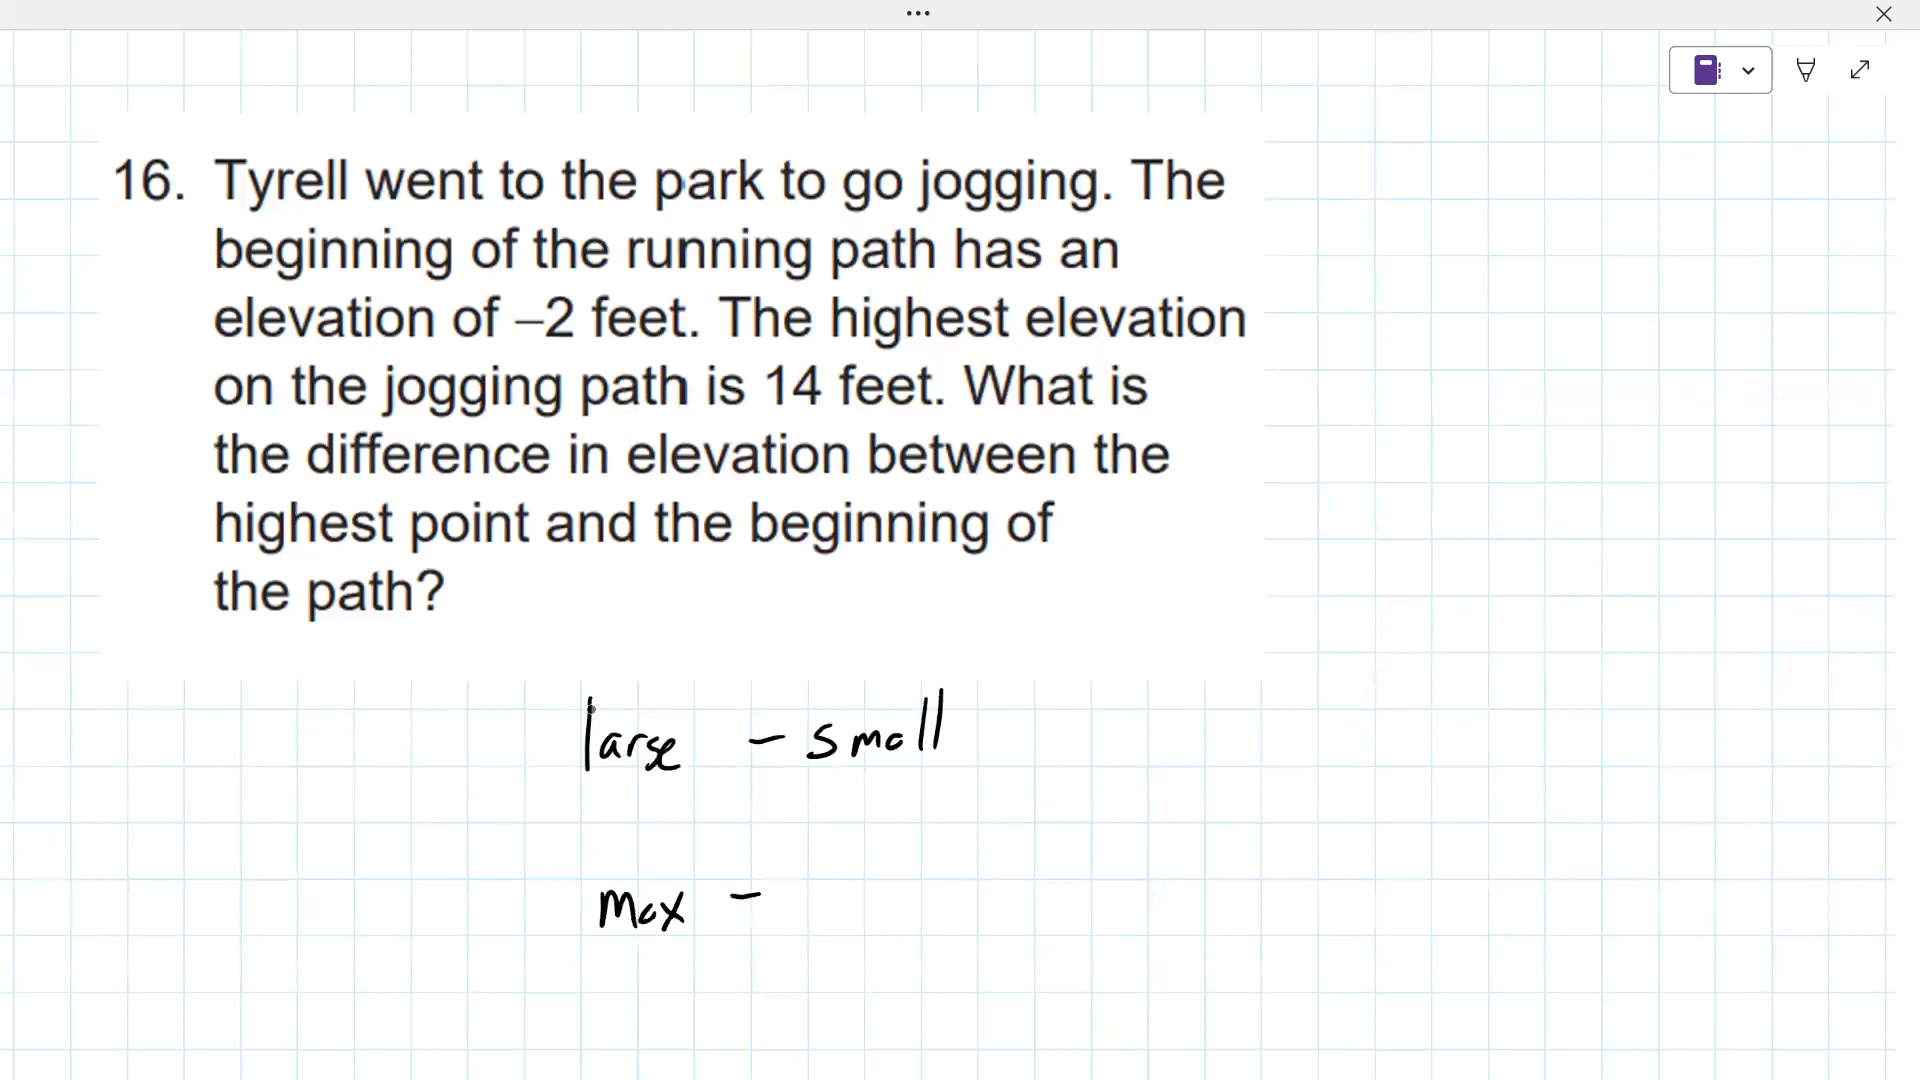 16. Tyrell went to the park to go jogging. The
beginning of the running path has an
elevation of –2 feet. The highest elevation
on the jogging path is 14 feet. What is
the difference in elevation between the
highest point and the beginning of
the path?
large – small
Max –